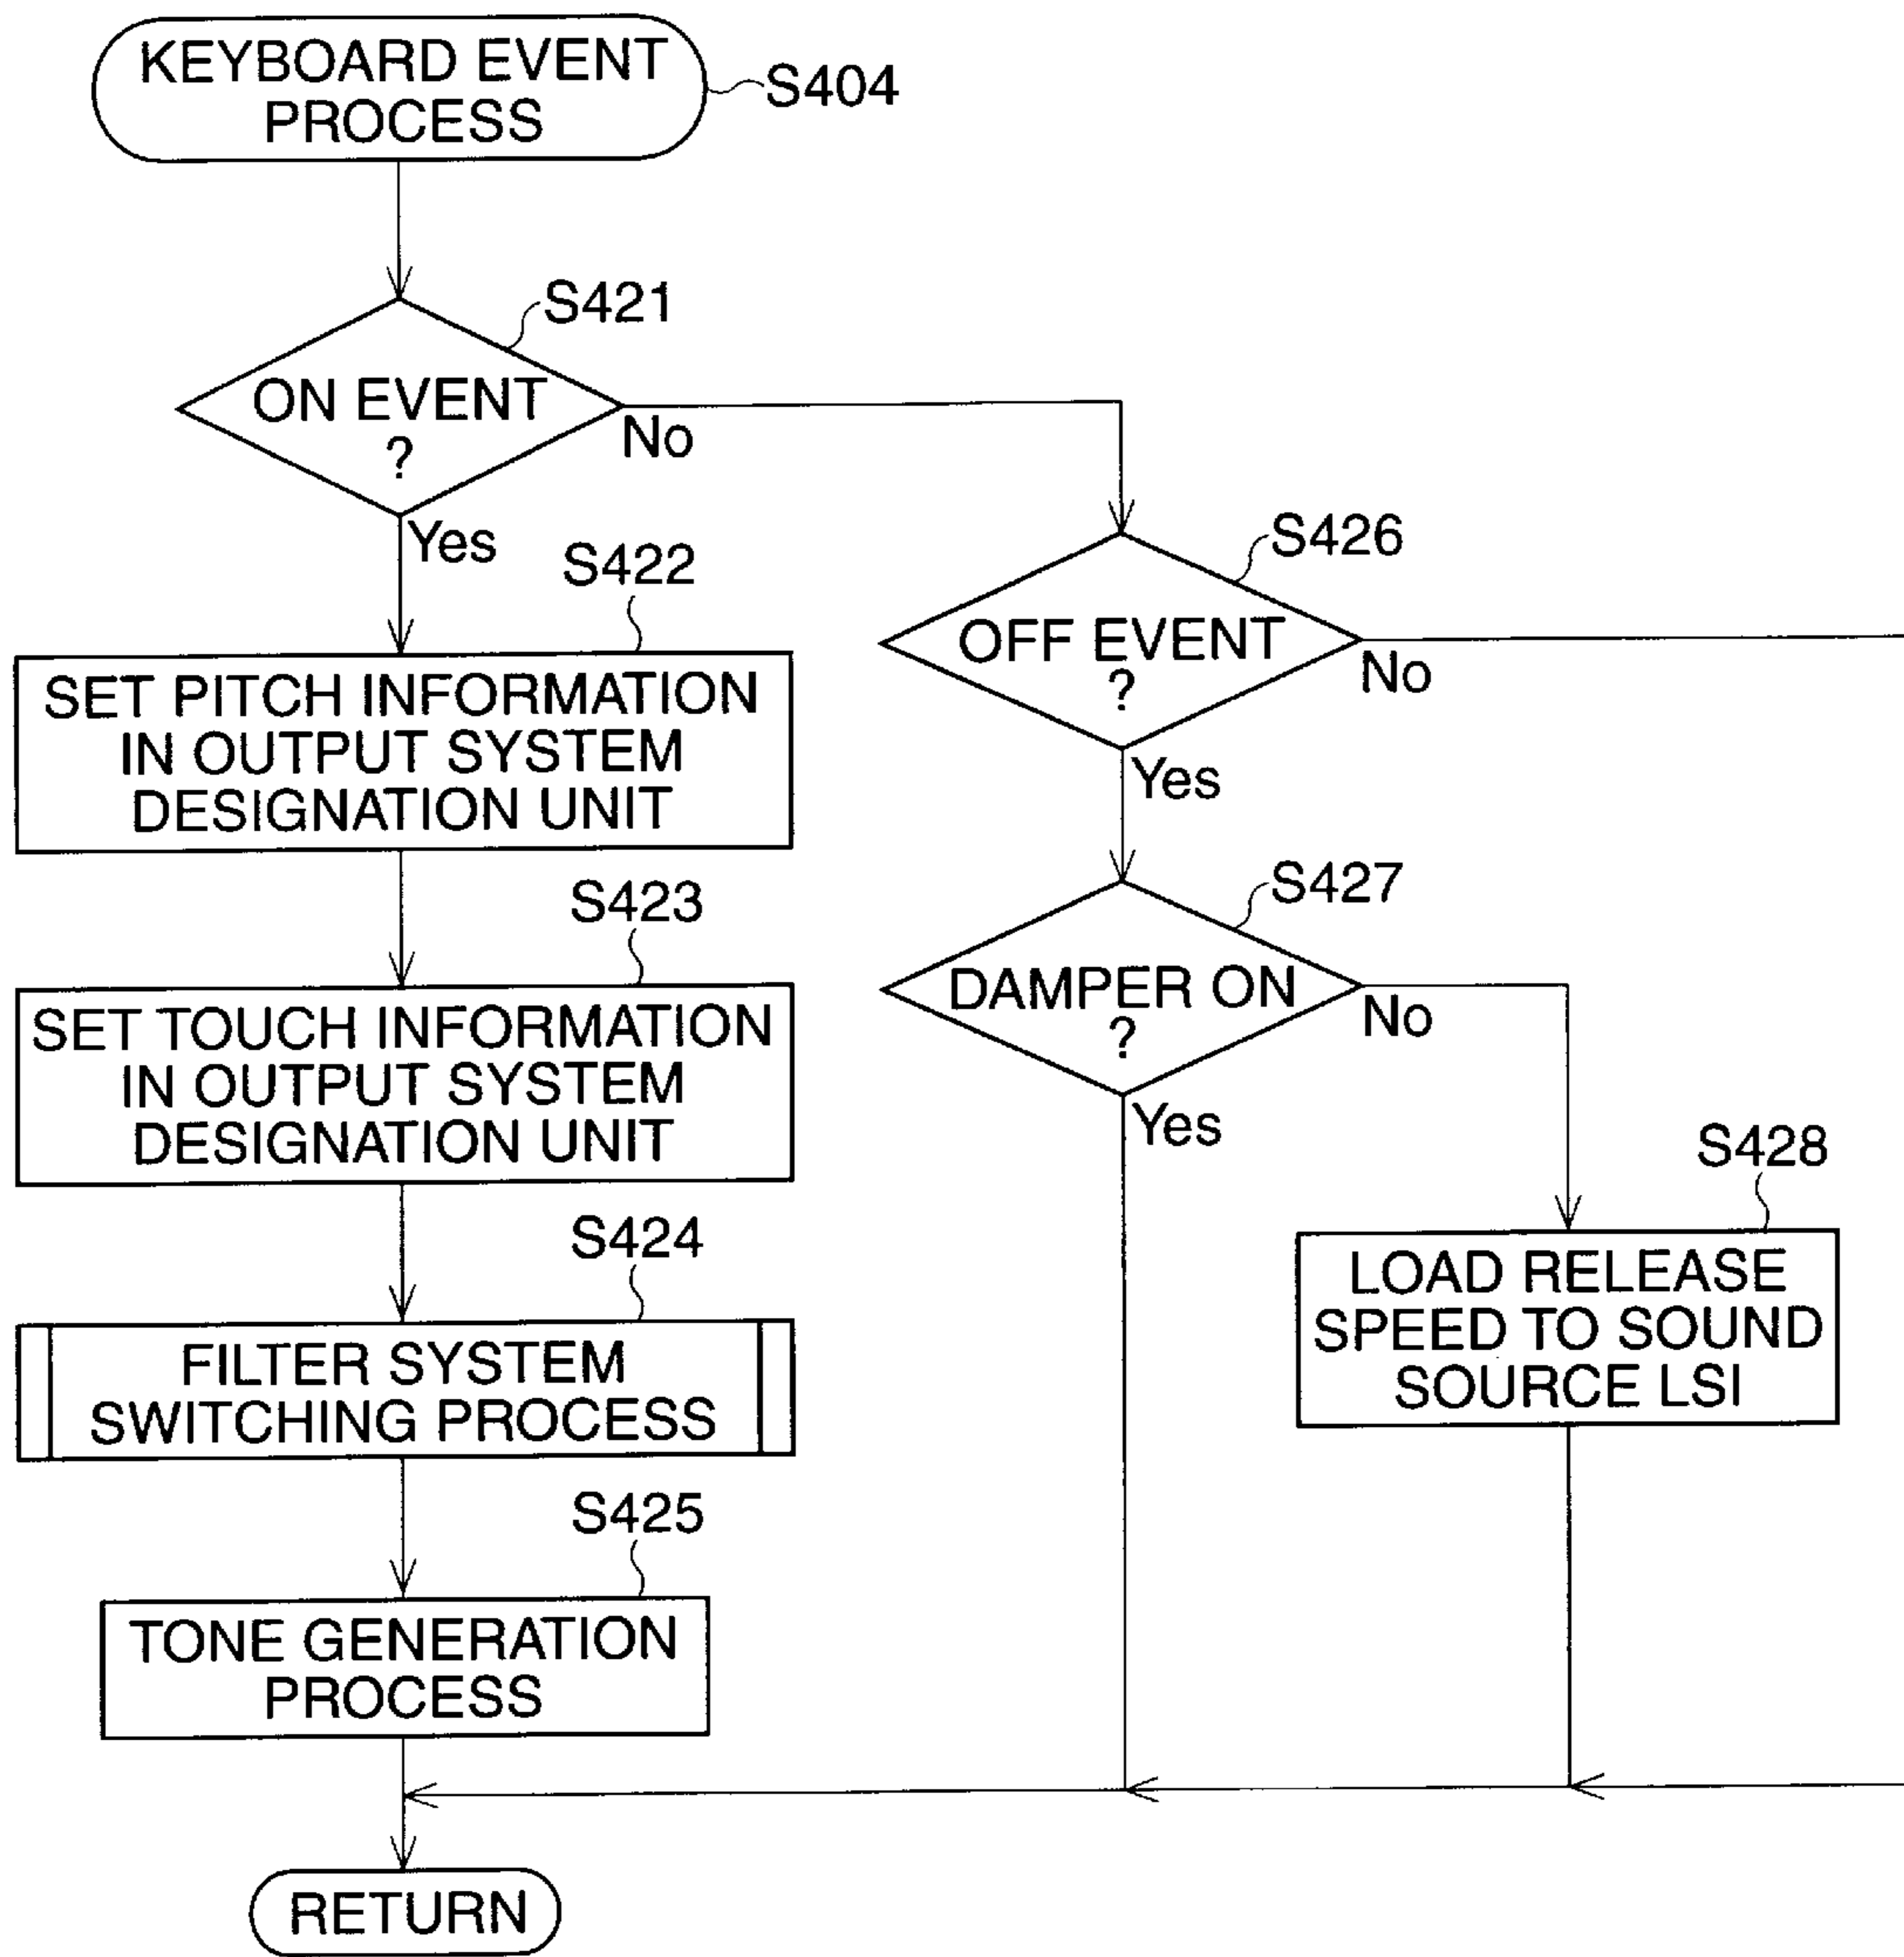 KEYBOARD EVENT
PROCESS
S404
S421
ON EVENT
?
No
Yes
S422
SET PITCH INFORMATION
IN OUTPUT SYSTEM
DESIGNATION UNIT
S423
SET TOUCH INFORMATION
IN OUTPUT SYSTEM
DESIGNATION UNIT
S424
FILTER SYSTEM
SWITCHING PROCESS
S425
TONE GENERATION
PROCESS
S426
OFF EVENT
?
No
Yes
S427
DAMPER ON
?
No
Yes
S428
LOAD RELEASE
SPEED TO SOUND
SOURCE LSI
RETURN